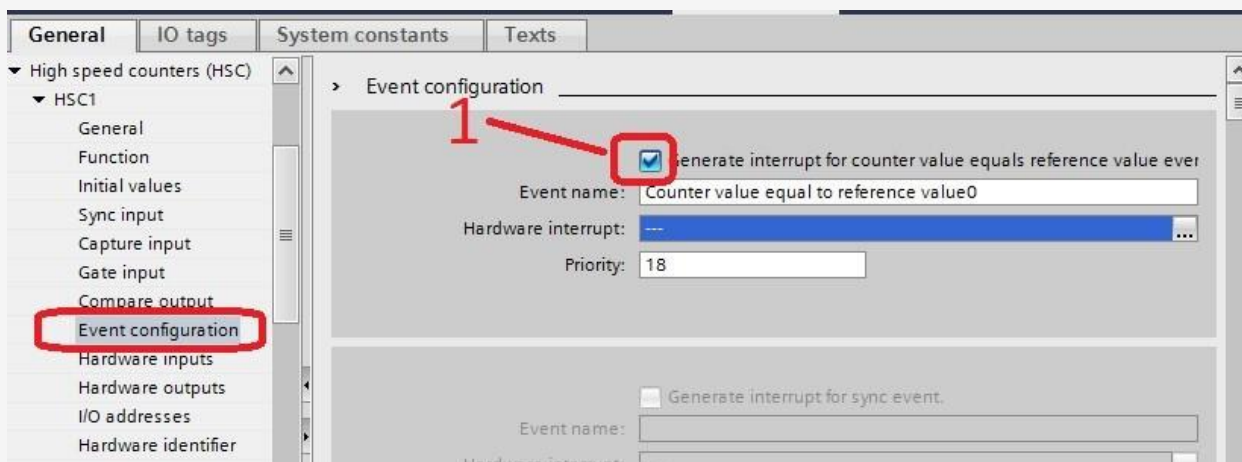 General IO tags System constants Texts
High speed counters (HSC)
HSC1
General
Function
Initial values
Sync input
Capture input
Gate input
Compare output
Event configuration
Hardware inputs
Hardware outputs
I/O addresses
Hardware identifier
Event configuration
1
Generate interrupt for counter value equals reference value ever
Event name: Counter value equal to reference value0
Hardware interrupt: ---
...
Priority: 18
Generate interrupt for sync event.
Event name:
Hardware interrupt: